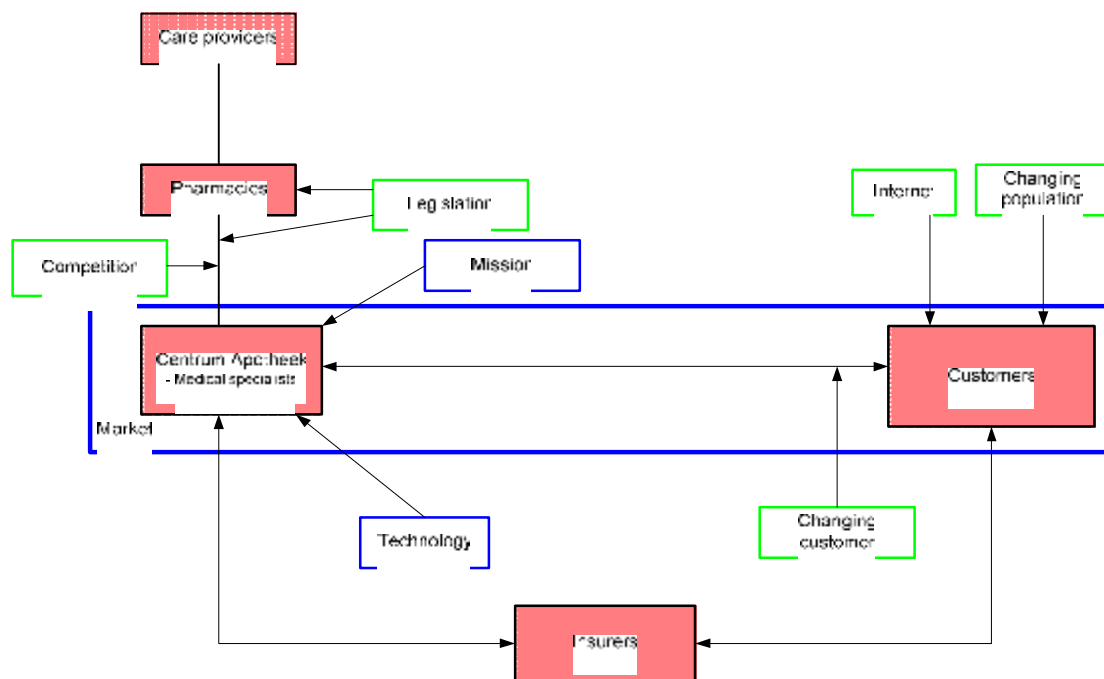 Care providers
Pharmacies
Legislation
Internet
Changing
population
Competition
Mission
Centrum Apotheek
- Medical specialists
Customers
Market
Technology
Changing
customer
Insurers